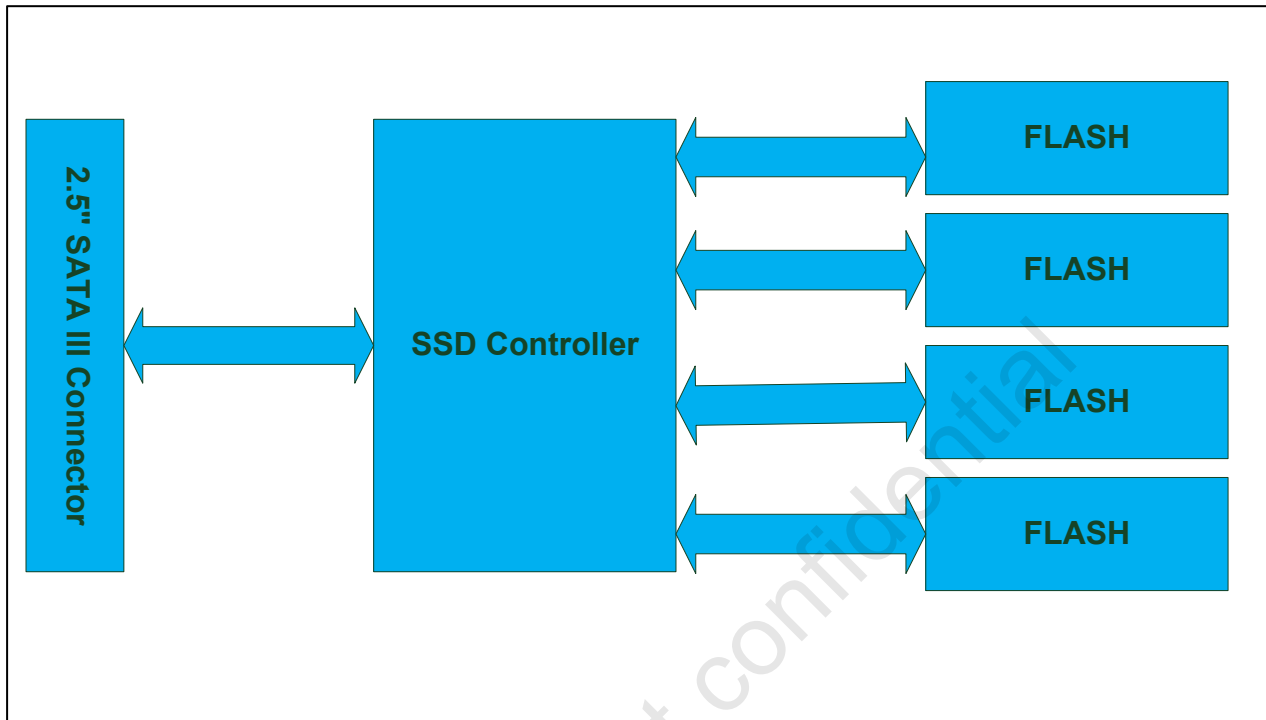 2.5" SATA III Connector
SSD Controller
FLASH
FLASH
FLASH
FLASH
confidential